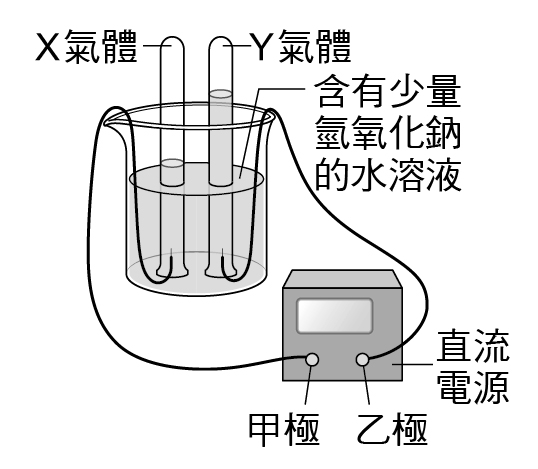 X氣體
Y氣體
含有少量
氫氧化鈉
的水溶液
直流
電源
甲極
乙極